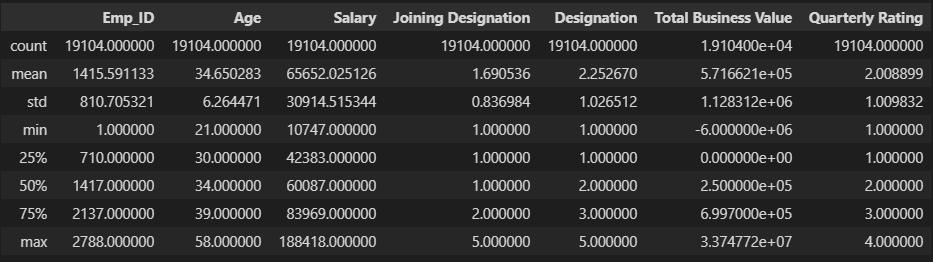 Emp_ID Age Salary Joining Designation Designation Total Business Value Quarterly Rating
count 19104.000000 19104.000000 19104.000000 19104.000000 19104.000000 1.910400e+04 19104.000000
mean 1415.591133 34.650283 65652.025126 1.690536 2.252670 5.716621e+05 2.008899
std 810.705321 6.264471 30914.515344 0.836984 1.026512 1.128312e+06 1.009832
min 1.000000 21.000000 10747.000000 1.000000 1.000000 -6.000000e+06 1.000000
25% 710.000000 30.000000 42383.000000 1.000000 1.000000 0.000000e+00 1.000000
50% 1417.000000 34.000000 60087.000000 1.000000 2.000000 2.500000e+05 2.000000
75% 2137.000000 39.000000 83969.000000 2.000000 3.000000 6.997000e+05 3.000000
max 2788.000000 58.000000 188418.000000 5.000000 5.000000 3.374772e+07 4.000000